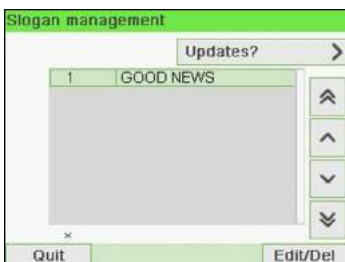 Slogan management
Updates?
1 GOOD NEWS
×
Quit Edit/Del